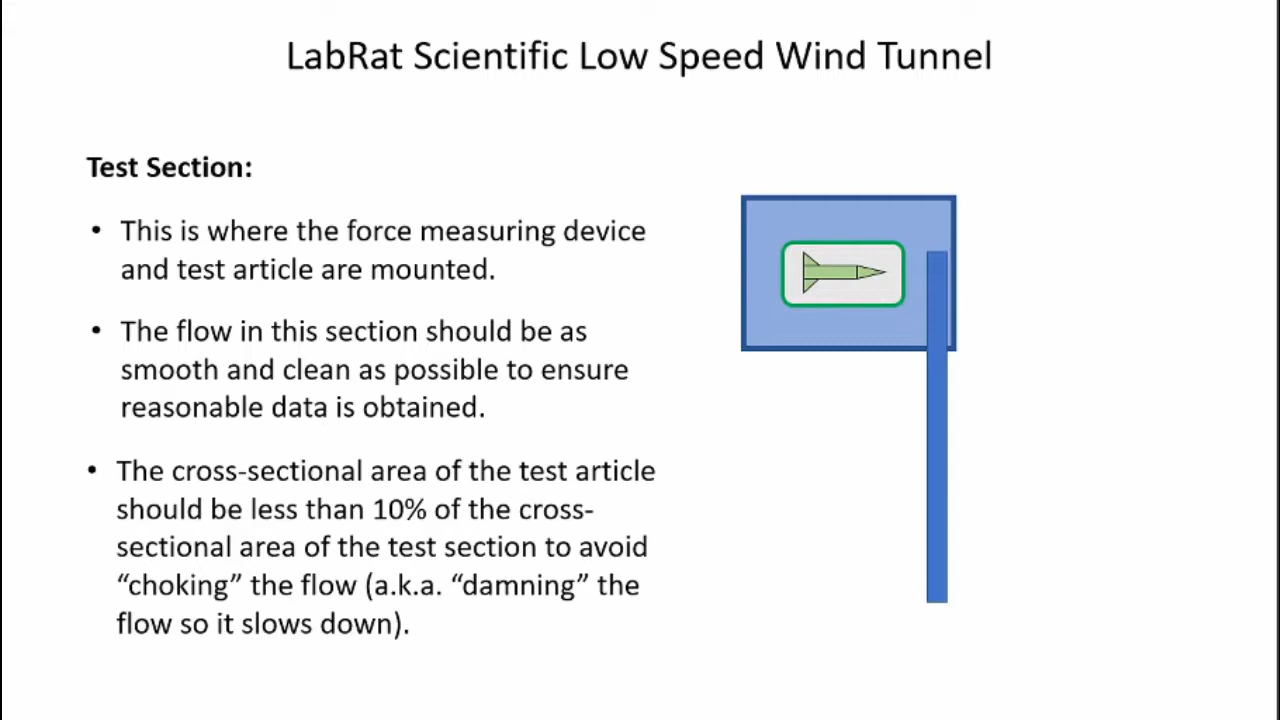 LabRat Scientific Low Speed Wind Tunnel
Test Section:
• This is where the force measuring device
and test article are mounted.
• The flow in this section should be as
smooth and clean as possible to ensure
reasonable data is obtained.
• The cross-sectional area of the test article
should be less than 10% of the cross-
sectional area of the test section to avoid
“choking” the flow (a.k.a. “damning” the
flow so it slows down).